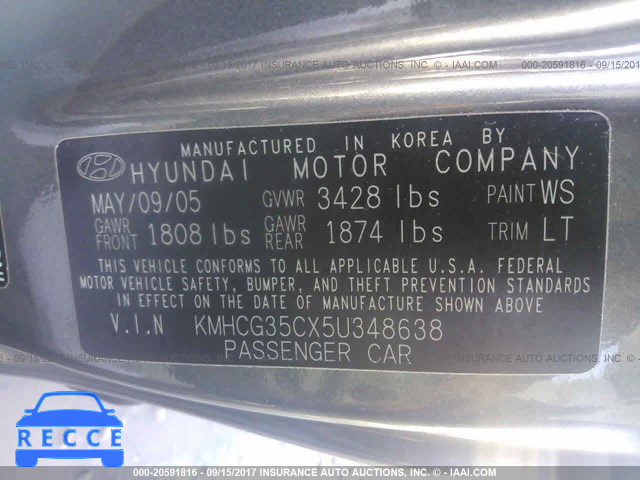 000-20591816 - 09/15/2017 INSURANCE AUTO AUCTIONS, INC. - IAAI.COM
MANUFACTURED IN KOREA BY
HYUNDAI MOTOR COMPANY
MAY/09/05 GVWR 3428 lbs PAINT WS
GAWR FRONT 1808 lbs GAWR REAR 1874 lbs TRIM LT
THIS VEHICLE CONFORMS TO ALL APPLICABLE U.S.A. FEDERAL
MOTOR VEHICLE SAFETY, BUMPER, AND THEFT PREVENTION STANDARDS
IN EFFECT ON THE DATE OF MANUFACTURE SHOWN ABOVE
V.I.N KMHCG35CX5U348638
PASSENGER CAR
RECCE
000-20591816 - 09/15/2017 INSURANCE AUTO AUCTIONS, INC. - IAAI.COM